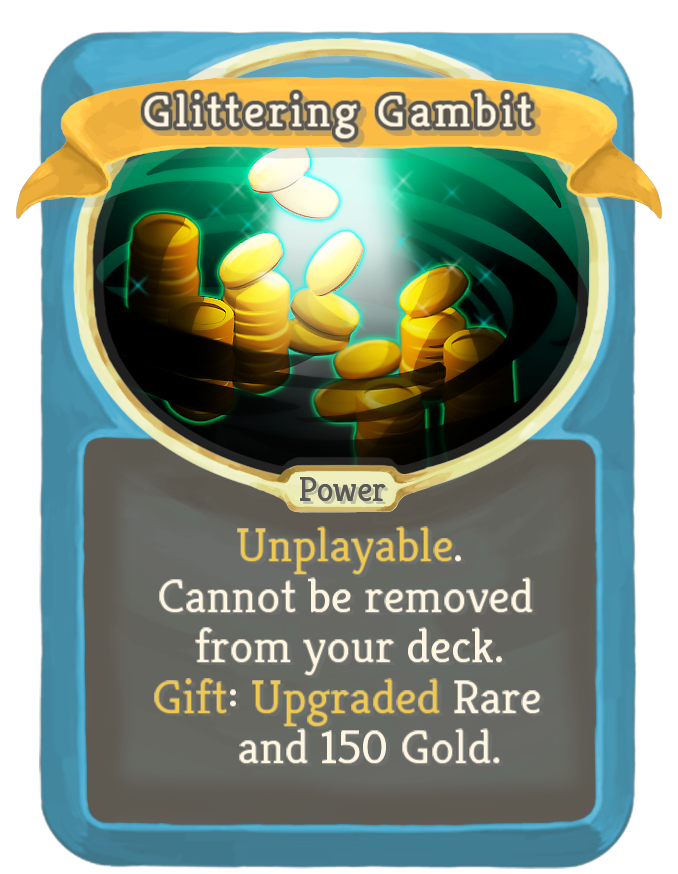 Glittering Gambit
Power
Unplayable.
Cannot be removed
from your deck.
Gift: Upgraded Rare
and 150 Gold.